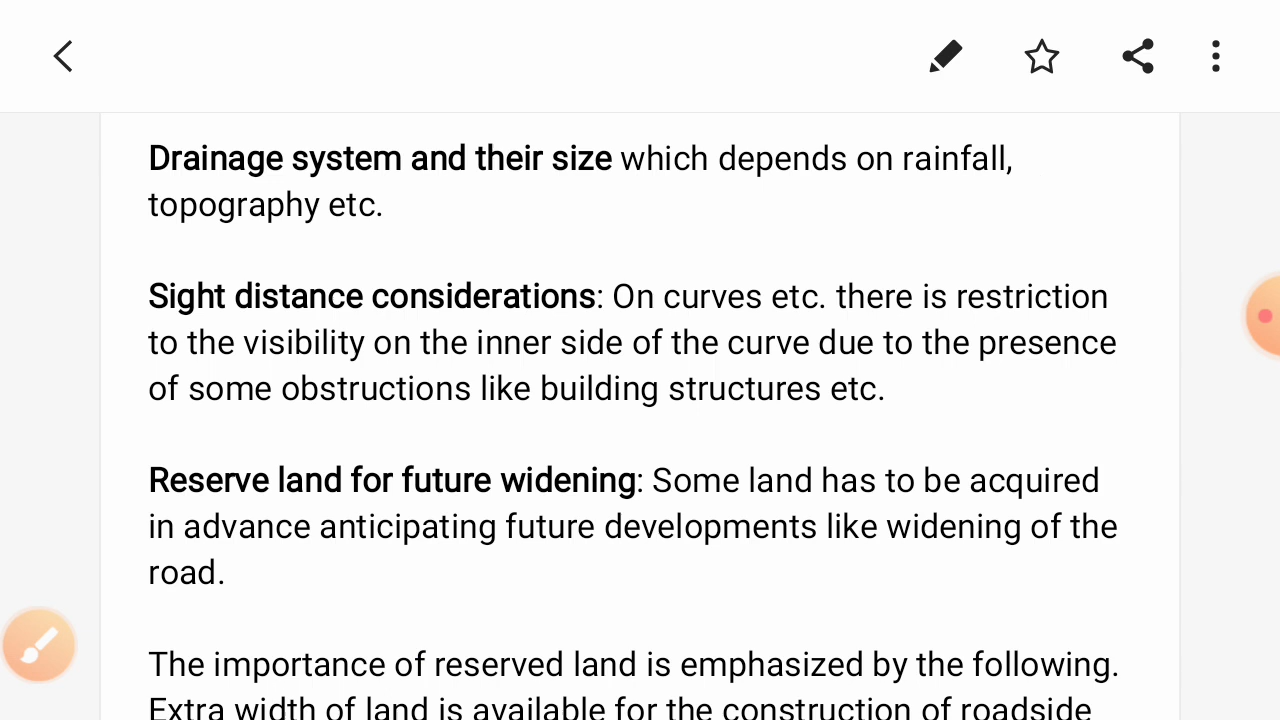 Drainage system and their size which depends on rainfall,
topography etc.
Sight distance considerations: On curves etc. there is restriction
to the visibility on the inner side of the curve due to the presence
of some obstructions like building structures etc.
Reserve land for future widening: Some land has to be acquired
in advance anticipating future developments like widening of the
road.
The importance of reserved land is emphasized by the following.
Extra width of land is available for the construction of roadside